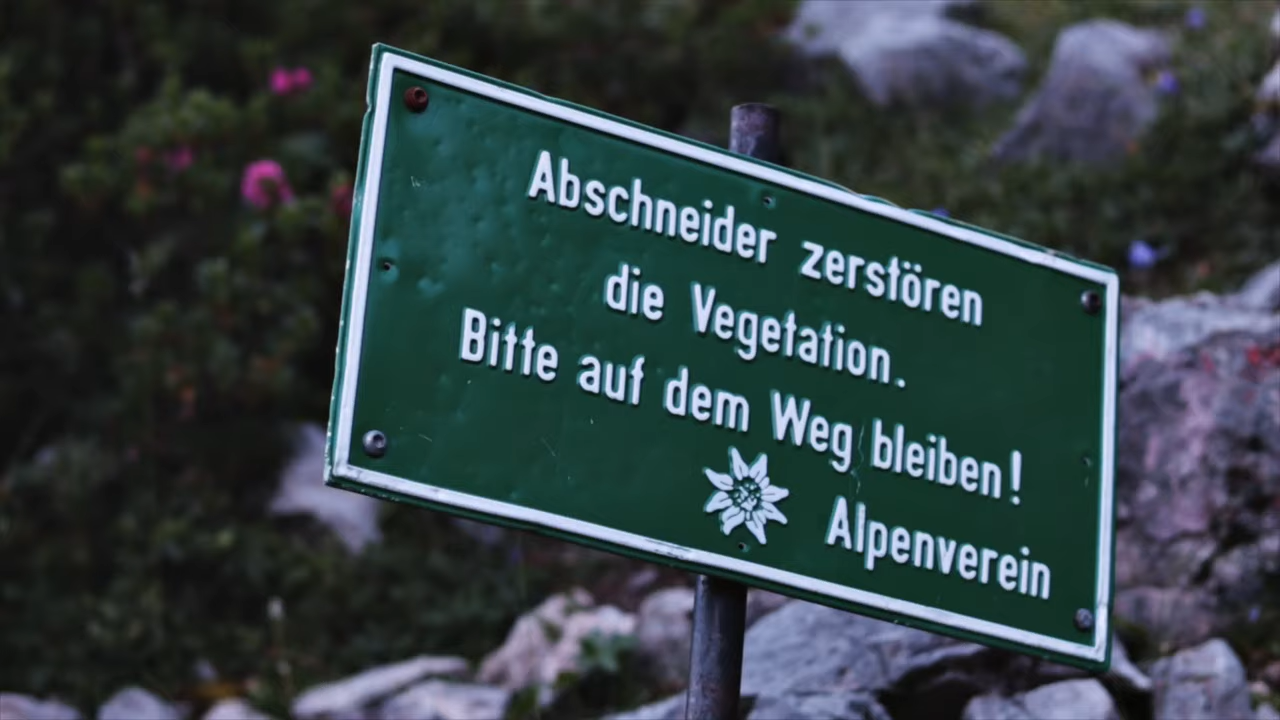 Abschneider zerstören
die Vegetation.
Bitte auf dem Weg bleiben!
Alpenverein